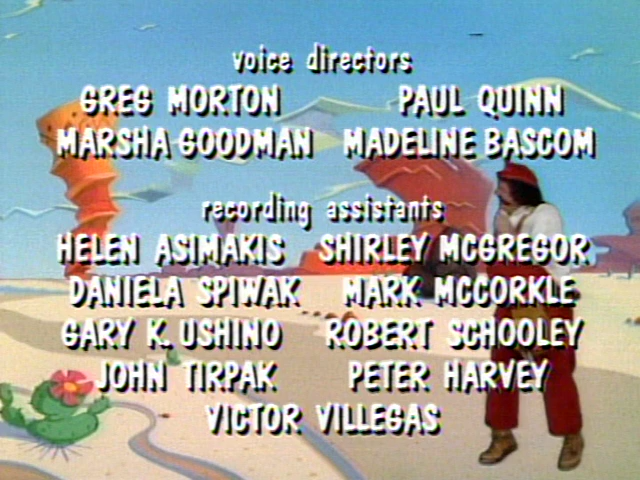 voice directors
GREG MORTON PAUL QUINN
MARSHA GOODMAN MADELINE BASCOM
recording assistants
HELEN ASIMAKIS SHIRLEY MCGREGOR
DANIELA SPIWAK MARK MCCORKLE
GARY K. USHINO ROBERT SCHOOLEY
JOHN TIRPAK PETER HARVEY
VICTOR VILLEGAS